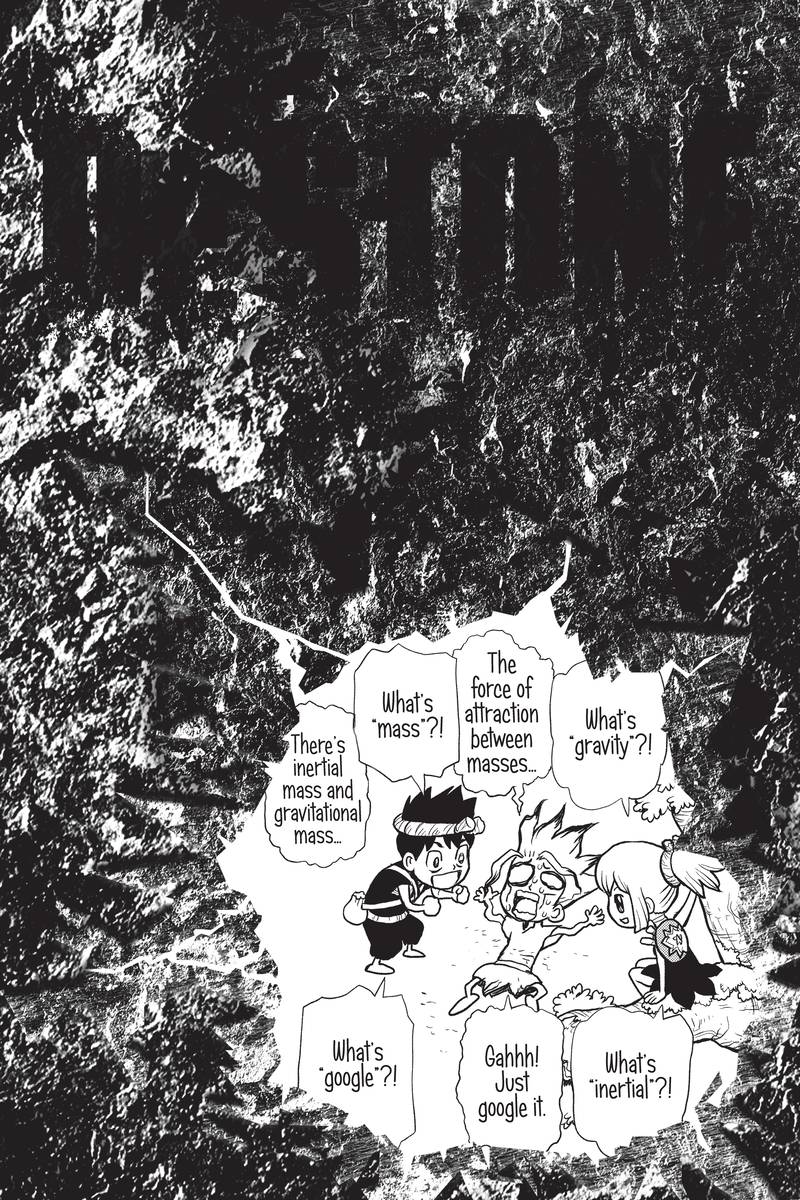 Dr. STONE
What's
"gravity"?!
The
force of
attraction
between
masses...
What's
"mass"?!
There's
inertial
mass and
gravitational
mass...
What's
"inertial"?!
Gahhh!
Just
google it.
What's
"google"?!